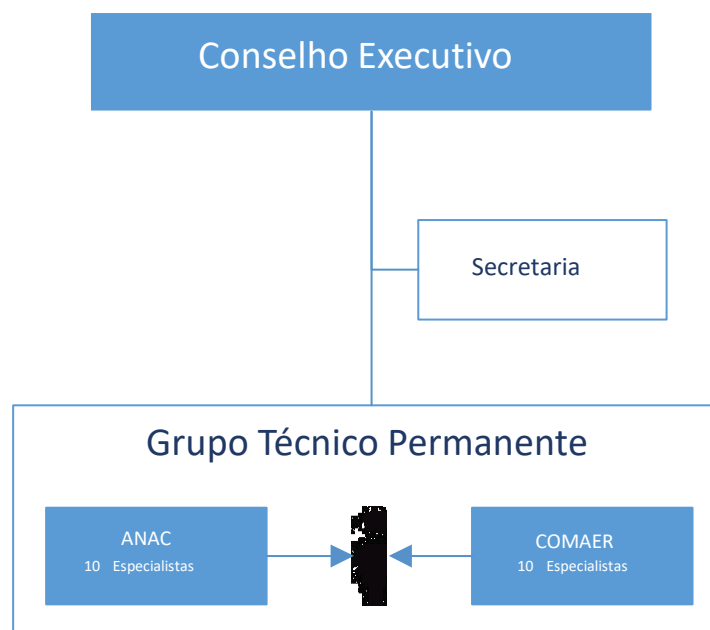 Conselho Executivo
Secretaria
Grupo Técnico Permanente
ANAC
10 Especialistas
COMAER
10 Especialistas